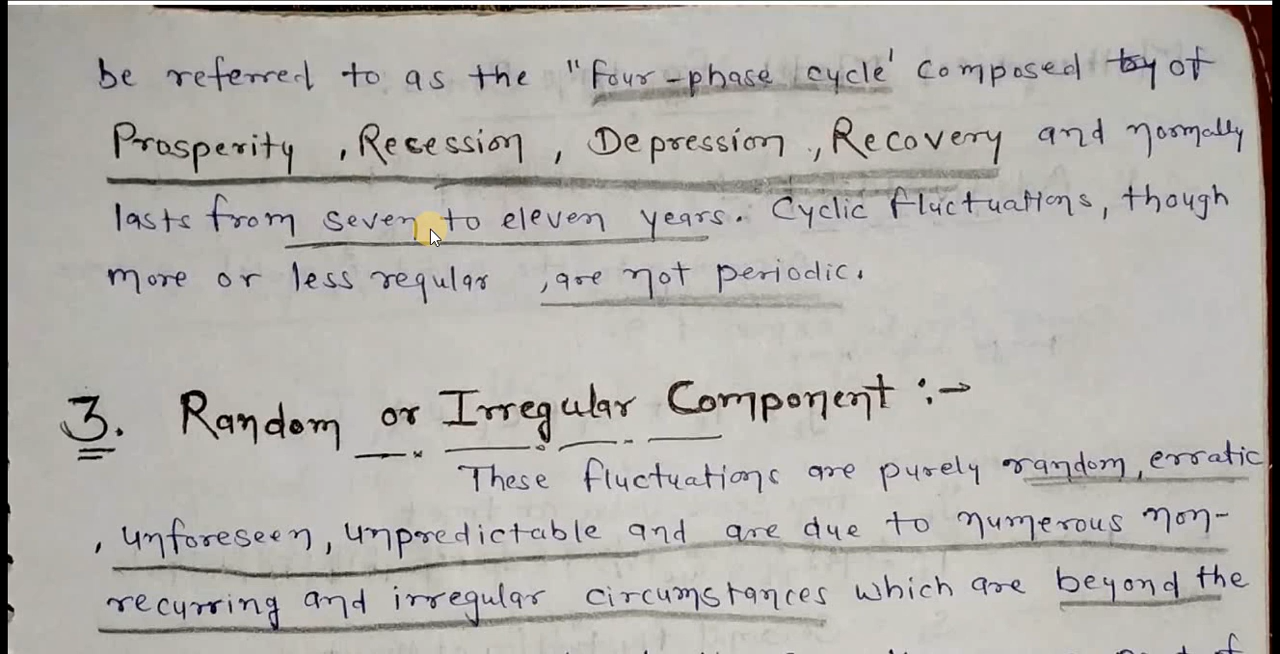 be referred to as the "four-phase cycle' composed by of
Prosperity , Recession , Depression , Recovery and normally
lasts from seven to eleven years. Cyclic fluctuations, though
more or less regular , are not periodic.
3. Random or Irregular Component :→
These fluctuations are purely random, erratic
, unforeseen, unpredictable and are due to numerous non-
recurring and irregular circumstances which are beyond the